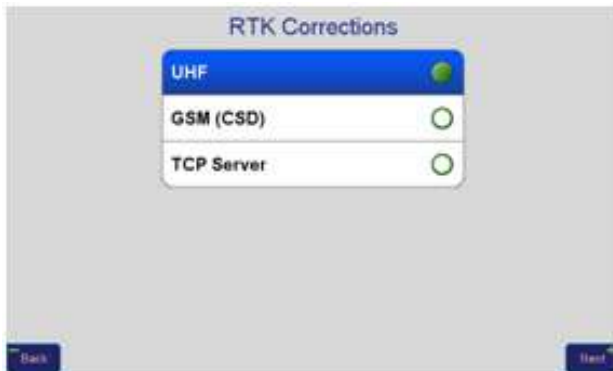 RTK Corrections
UHF
GSM (CSD)
TCP Server
Back
Next